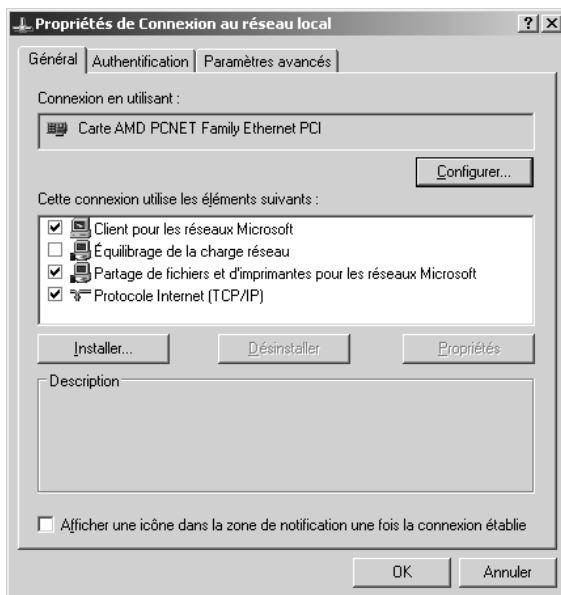 Propriétés de Connexion au réseau local
Général Authentification Paramètres avancés
Connexion en utilisant :
Carte AMD PCNET Family Ethernet PCI
Configurer...
Cette connexion utilise les éléments suivants :
Client pour les réseaux Microsoft
Équilibrage de la charge réseau
Partage de fichiers et d'imprimantes pour les réseaux Microsoft
Protocole Internet (TCP/IP)
Installer... Désinstaller Propriétés
Description
Afficher une icône dans la zone de notification une fois la connexion établie
OK Annuler